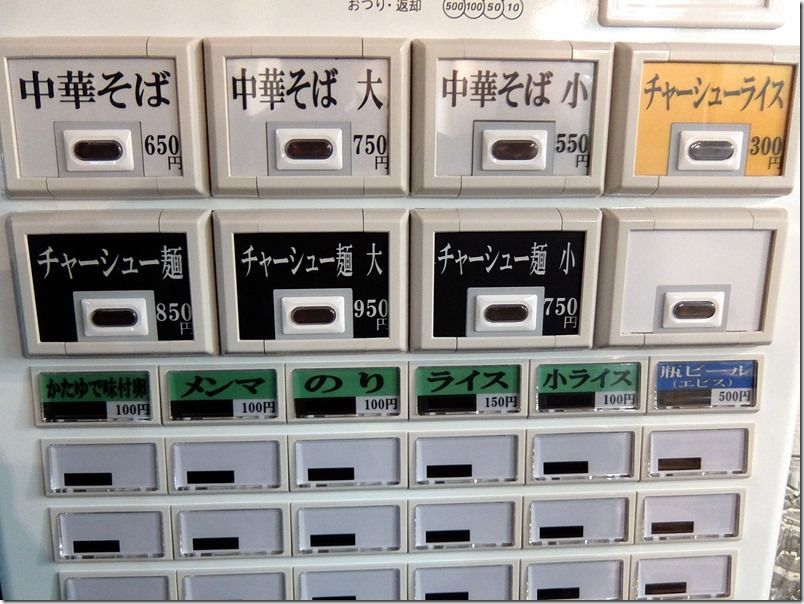 おつり・返却 500 100 50 10
中華そば 650円
中華そば 大 750円
中華そば 小 550円
チャーシューライス 300円
チャーシュー麺 850円
チャーシュー麺 大 950円
チャーシュー麺 小 750円
かたゆで味付卵 100円
メンマ 100円
のり 100円
ライス 150円
小ライス 100円
瓶ビール
(エビス)
500円